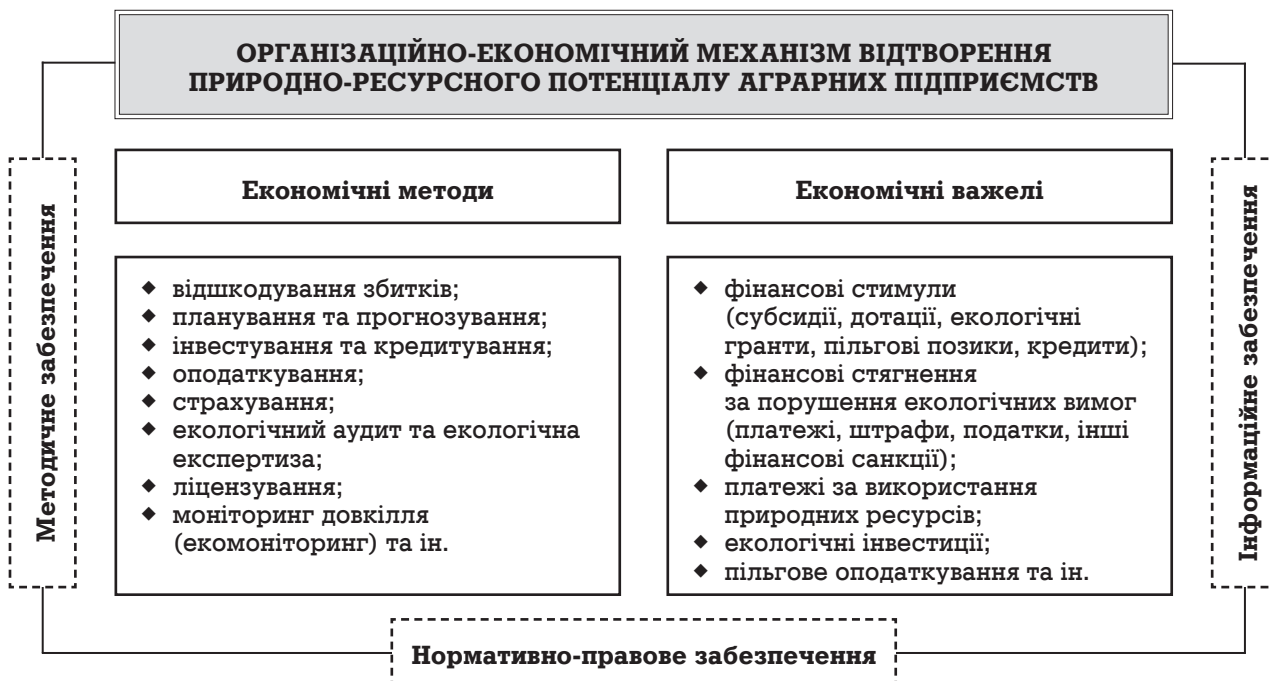 ОРГАНІЗАЦІЙНО-ЕКОНОМІЧНИЙ МЕХАНІЗМ ВІДТВОРЕННЯ
ПРИРОДНО-РЕСУРСНОГО ПОТЕНЦІАЛУ АГРАРНИХ ПІДПРИЄМСТВ
Методичне забезпечення
Економічні методи
◆ відшкодування збитків;
◆ планування та прогнозування;
◆ інвестування та кредитування;
◆ оподаткування;
◆ страхування;
◆ екологічний аудит та екологічна
експертиза;
◆ ліцензування;
◆ моніторинг довкілля
(екомоніторинг) та ін.
Економічні важелі
◆ фінансові стимули
(субсидії, дотації, екологічні
гранти, пільгові позики, кредити);
◆ фінансові стягнення
за порушення екологічних вимог
(платежі, штрафи, податки, інші
фінансові санкції);
◆ платежі за використання
природних ресурсів;
◆ екологічні інвестиції;
◆ пільгове оподаткування та ін.
Інформаційне забезпечення
Нормативно-правове забезпечення